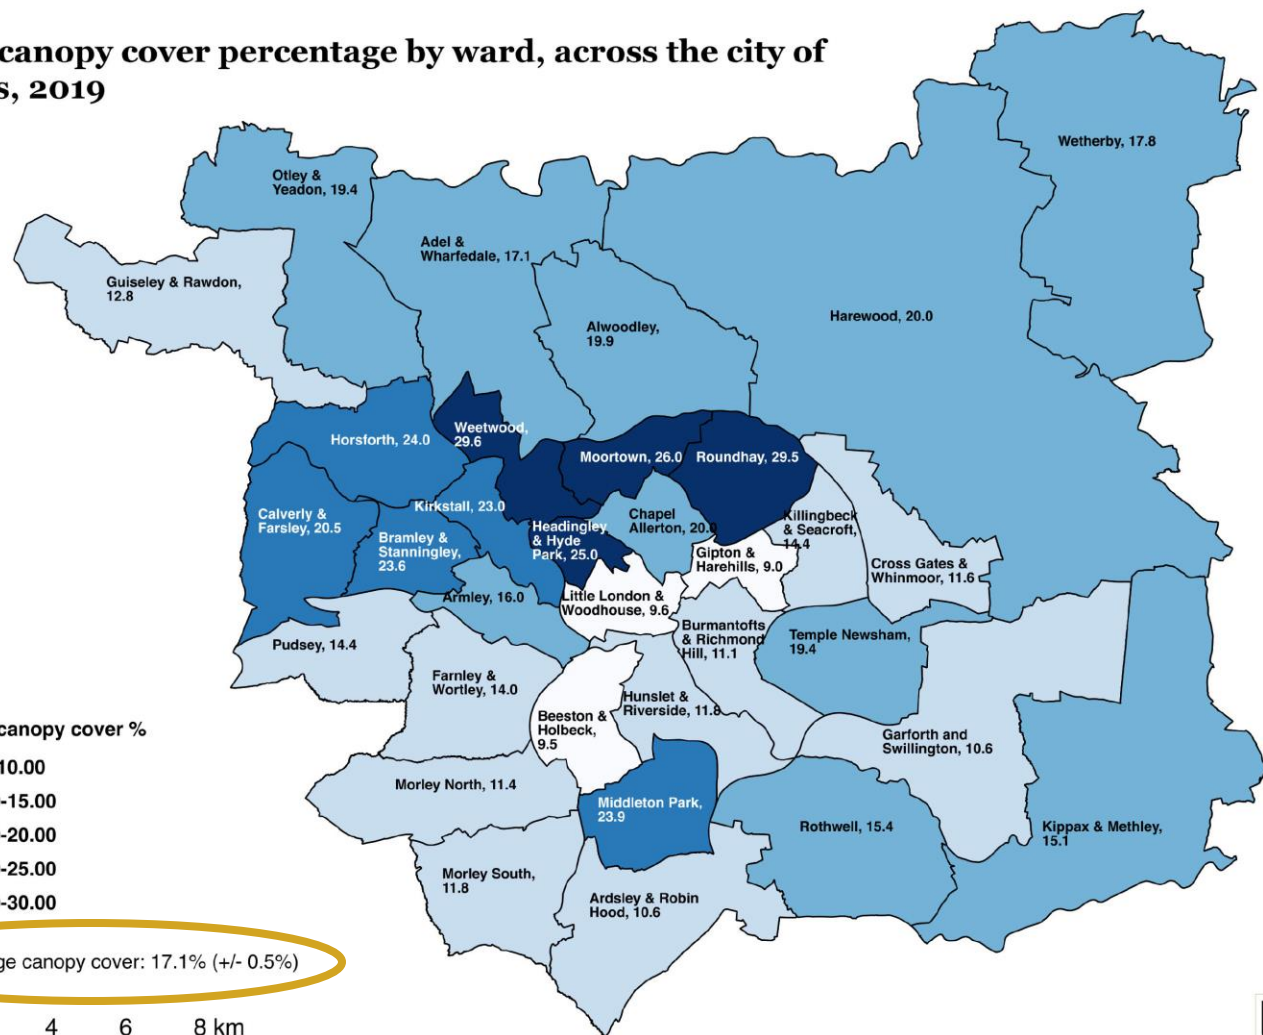 canopy cover percentage by ward, across the city of
s, 2019
Wetherby, 17.8
Otley &
Yeadon, 19.4
Adel &
Wharfedale, 17.1
Guiseley & Rawdon,
12.8
Harewood, 20.0
Alwoodley,
19.9
Horsforth, 24.0
Weetwood,
29.6
Moortown, 26.0
Roundhay, 29.5
Kirkstall, 23.0
Calverly &
Farsley, 20.5
Chapel
Allerton, 20.0
Killingbeck
& Seacroft,
14.4
Headingley
& Hyde
Park, 25.0
Bramley &
Stanningley,
23.6
Gipton &
Harehills, 9.0
Cross Gates &
Whinmoor, 11.6
Armley, 16.0
Little London &
Woodhouse, 9.6
Burmantofts
& Richmond
Hill, 11.1
Temple Newsham,
19.4
Pudsey, 14.4
Farnley &
Wortley, 14.0
Hunslet &
Riverside, 11.8
Beeston &
Holbeck,
9.5
Garforth and
Swillington, 10.6
Morley North, 11.4
Middleton Park,
23.9
Rothwell, 15.4
Kippax & Methley,
15.1
Morley South,
11.8
Ardsley & Robin
Hood, 10.6
canopy cover %
10.00
-15.00
-20.00
-25.00
-30.00
ge canopy cover: 17.1% (+/- 0.5%)
4 6 8 km